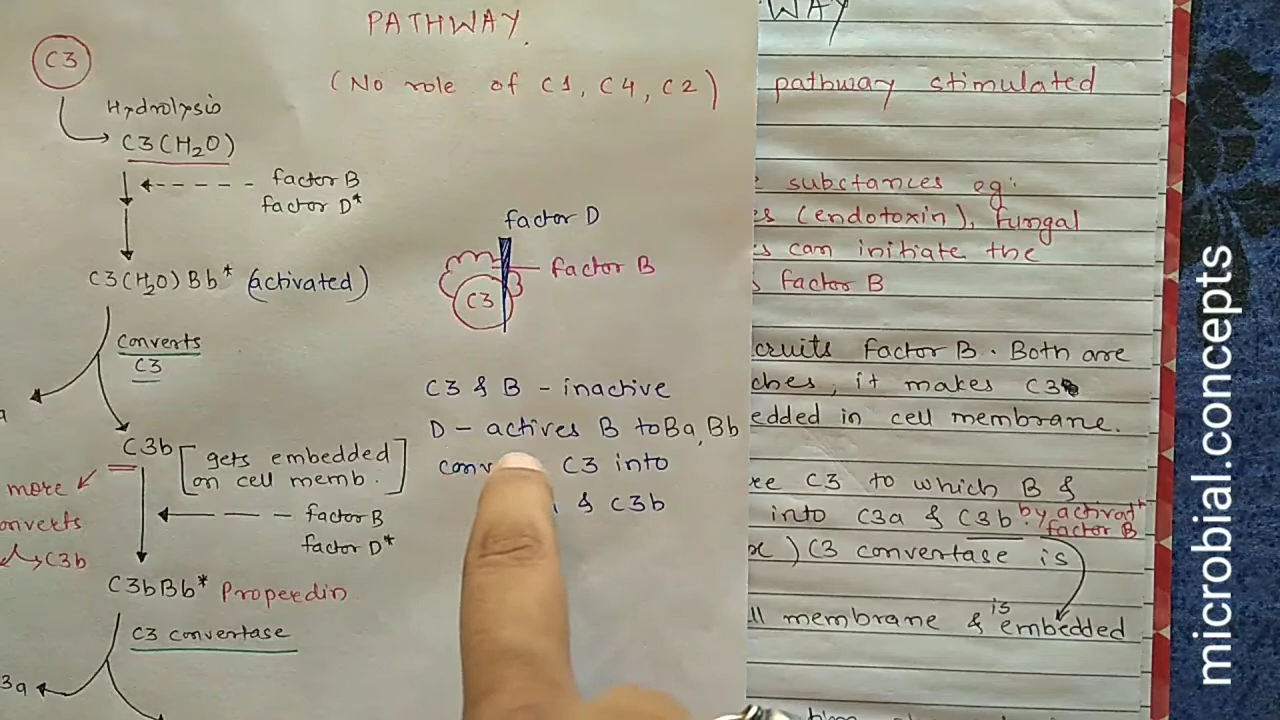 PATHWAY
(No role of C1, C4, C2)
C3
Hydrolysis
C3(H2O)
factor B
factor D*
C3(H2O)Bb* (activated)
Converts
C3
a
C3b [gets embedded
on cell memb.]
more
onverts
C3b
factor B
factor D*
C3bBb* Propeedin
C3 convertase
3a
factor D
factor B
C3
C3 & B - inactive
D - actives B to Ba, Bb
C3 into
& C3b
WAY
pathway stimulated
substances eg:
es (endotoxin), fungal
es can initiate the
s factor B
cruits factor B. Both are
ches, it makes C3
edded in cell membrane.
ee C3 to which B &
into C3a & C3b. by activat
factor B
) C3 convertase is
ll membrane & is embedded
microbial.concepts